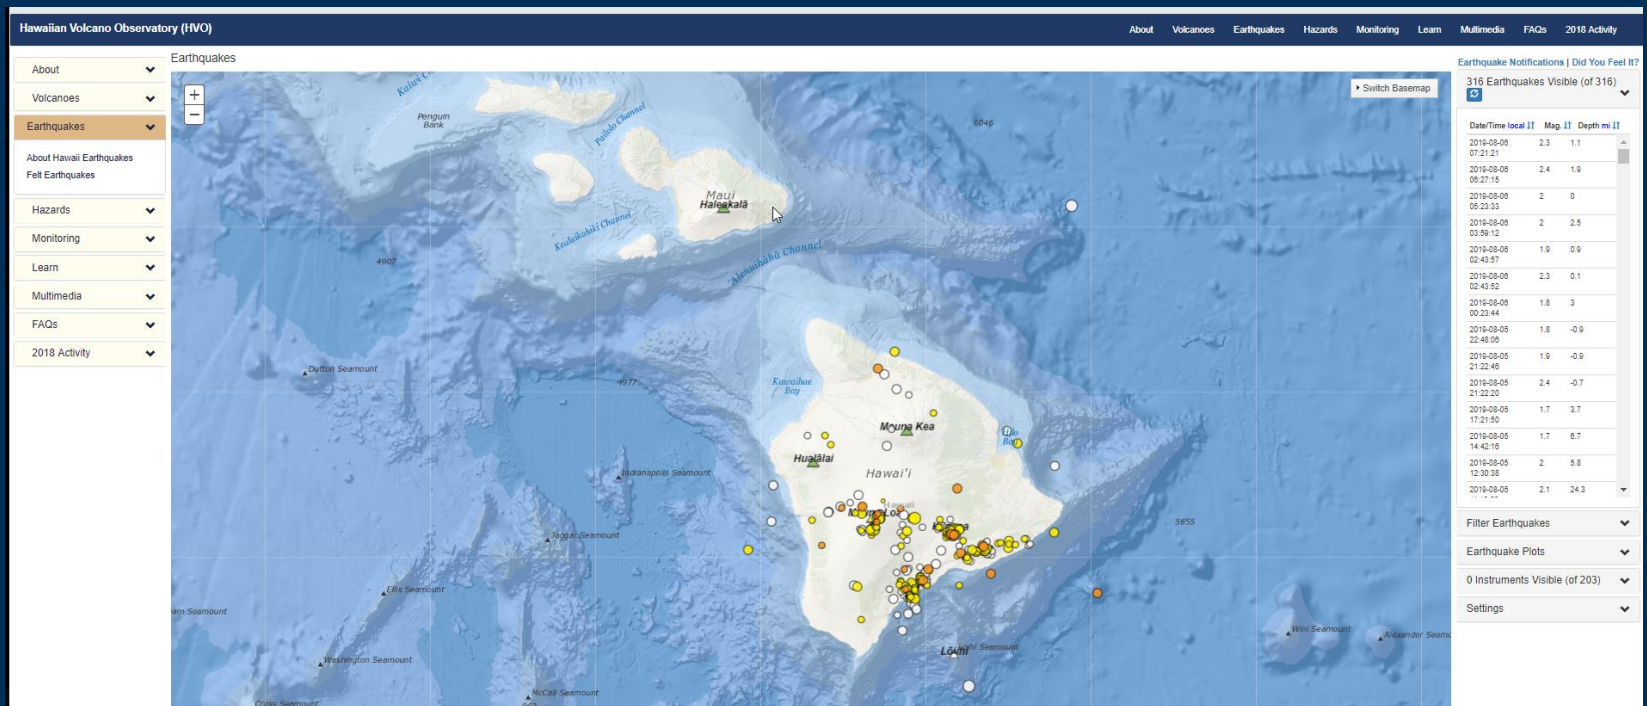 Hawaiian Volcano Observatory (HVO)
About Volcanoes Earthquakes Hazards Monitoring Learn Multimedia FAQs 2018 Activity
About
Volcanoes
Earthquakes
About Hawaii Earthquakes
Felt Earthquakes
Hazards
Monitoring
Learn
Multimedia
FAQs
2018 Activity
Earthquakes
+
−
Switch Basemap
Penguin
Bank
Pailolo Channel
6046
Maui
Haleakalā
Kealaikahiki Channel
'Alenuihāhā Channel
4907
Dutton Seamount
4977
Kawaihae
Bay
Mauna Kea
Hualālai
Hawai'i
Indianapolis Seamount
5655
Jaggar Seamount
Ellis Seamount
Wini Seamount
Washington Seamount
McCall Seamount
Cross Seamount
Earthquake Notifications | Did You Feel It?
316 Earthquakes Visible (of 316)
Date/Time local Mag. Depth mi
2019-08-06 2.3 1.1
07:21:21
2019-08-06 2.4 1.9
06:27:15
2019-08-06 2 0
05:23:33
2019-08-06 2 2.5
03:59:12
2019-08-06 1.9 0.9
02:43:57
2019-08-06 2.3 0.1
02:43:52
2019-08-06 1.8 3
00:23:44
2019-08-05 1.8 -0.9
22:48:06
2019-08-05 1.9 -0.9
21:22:46
2019-08-05 2.4 -0.7
21:22:20
2019-08-05 1.7 3.7
17:21:50
2019-08-05 1.7 6.7
14:42:16
2019-08-05 2 5.8
12:30:38
2019-08-05 2.1 24.3
Filter Earthquakes
Earthquake Plots
0 Instruments Visible (of 203)
Settings